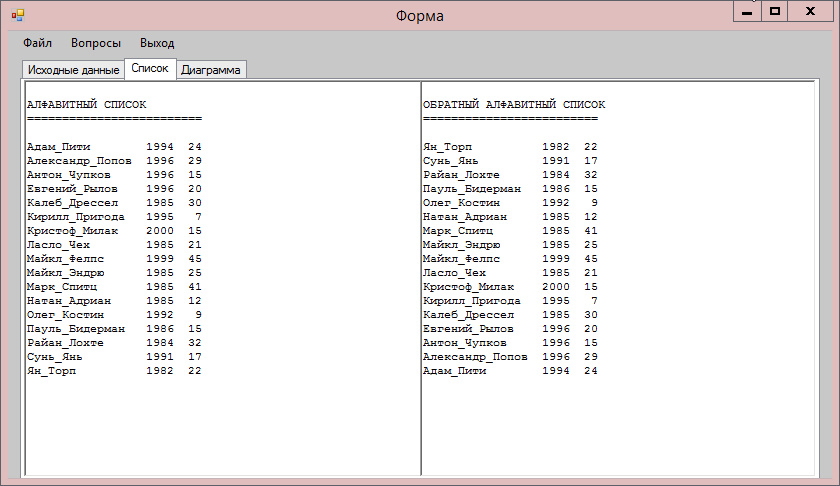 Форма
Файл Вопросы Выход
Исходные данные Список Диаграмма
АЛФАВИТНЫЙ СПИСОК
=========================
Адам_Пити 1994 24
Александр_Попов 1996 29
Антон_Чупков 1996 15
Евгений_Рылов 1996 20
Калеб_Дрессел 1985 30
Кирилл_Пригода 1995 7
Кристоф_Милак 2000 15
Ласло_Чех 1985 21
Майкл_Фелпс 1999 45
Майкл_Эндрю 1985 25
Марк_Спитц 1985 41
Натан_Адриан 1985 12
Олег_Костин 1992 9
Пауль_Бидерман 1986 15
Райан_Лохте 1984 32
Сунь_Янь 1991 17
Ян_Торп 1982 22
ОБРАТНЫЙ АЛФАВИТНЫЙ СПИСОК
=========================
Ян_Торп 1982 22
Сунь_Янь 1991 17
Райан_Лохте 1984 32
Пауль_Бидерман 1986 15
Олег_Костин 1992 9
Натан_Адриан 1985 12
Марк_Спитц 1985 41
Майкл_Эндрю 1985 25
Майкл_Фелпс 1999 45
Ласло_Чех 1985 21
Кристоф_Милак 2000 15
Кирилл_Пригода 1995 7
Калеб_Дрессел 1985 30
Евгений_Рылов 1996 20
Антон_Чупков 1996 15
Александр_Попов 1996 29
Адам_Пити 1994 24